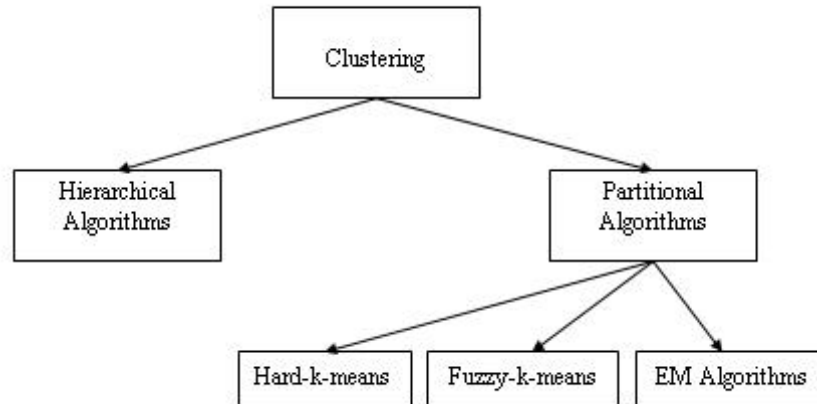 Clustering
Hierarchical
Algorithms
Partitional
Algorithms
Hard-k-means
Fuzzy-k-means
EM Algorithms